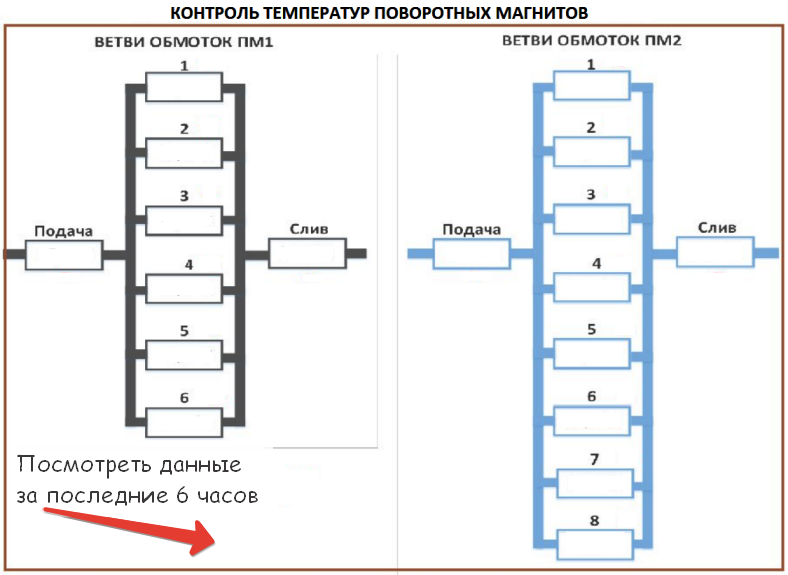 КОНТРОЛЬ ТЕМПЕРАТУР ПОВОРОТНЫХ МАГНИТОВ
ВЕТВИ ОБМОТОК ПМ1
1
2
3
Подача
Слив
4
5
6
Посмотреть данные
за последние 6 часов
ВЕТВИ ОБМОТОК ПМ2
1
2
3
Подача
Слив
4
5
6
7
8